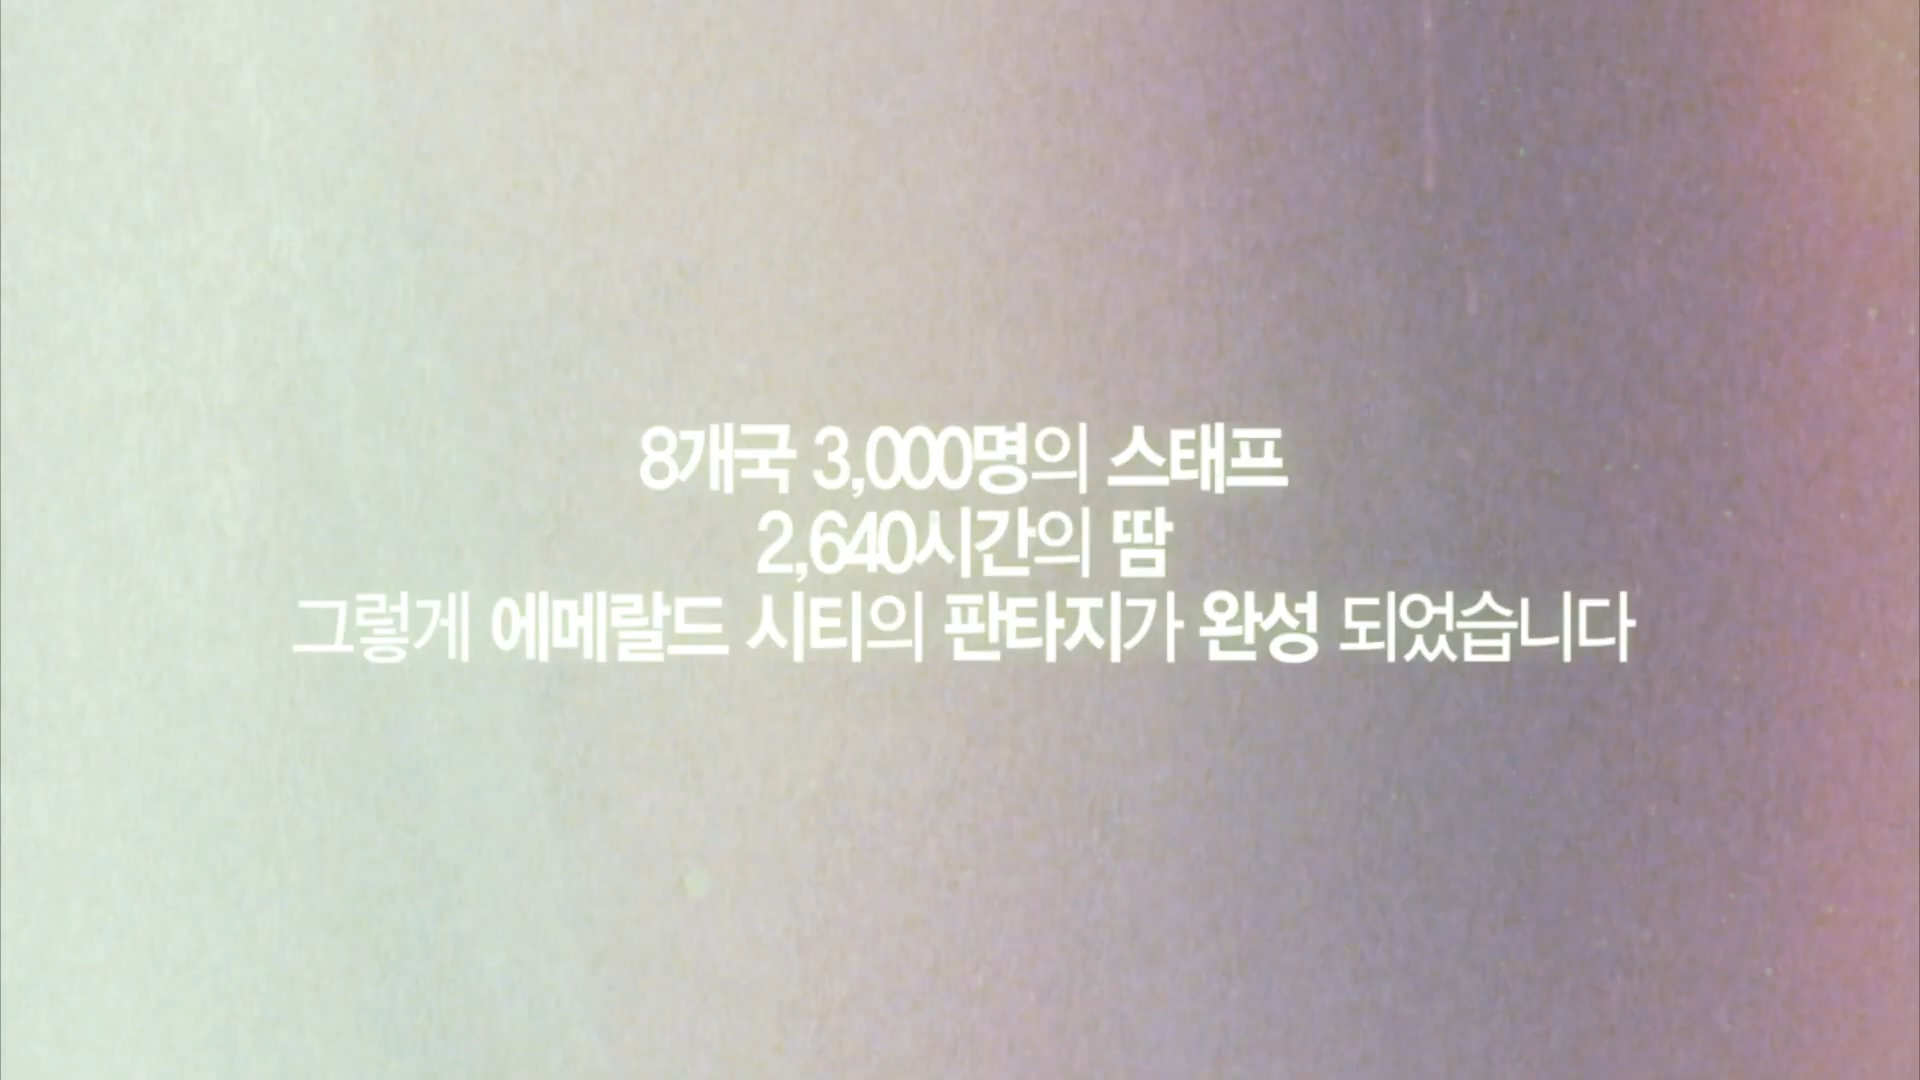 8개국 3,000명의 스태프
2,640시간의 땀
그렇게 에메랄드 시티의 판타지가 완성 되었습니다